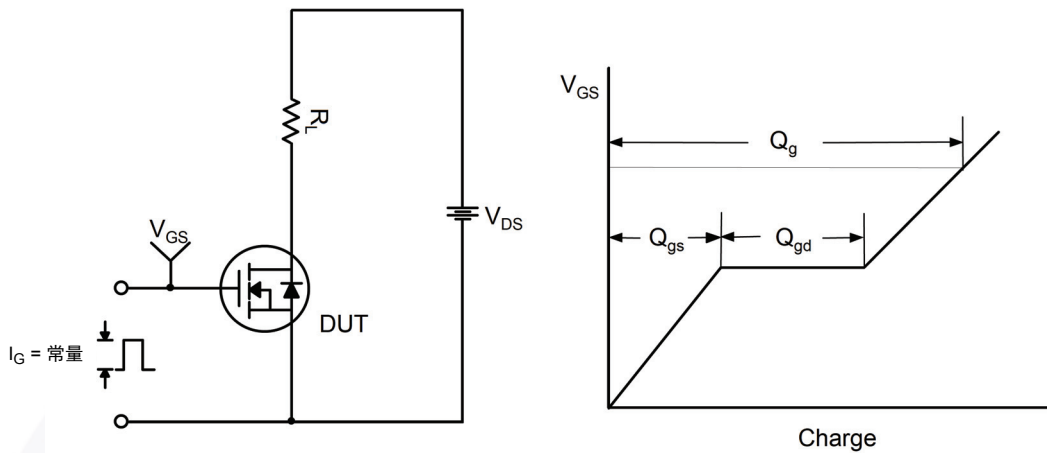 R_L
V_GS
V_DS
DUT
I_G = 常量
V_GS
Q_g
Q_gs
Q_gd
Charge